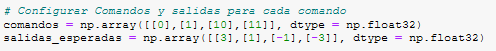 # Configurar Comandos y salidas para cada comando
comandos = np.array([[0],[1],[10],[11]], dtype = np.float32)
salidas_esperadas = np.array([[3],[1],[-1],[-3]], dtype = np.float32)